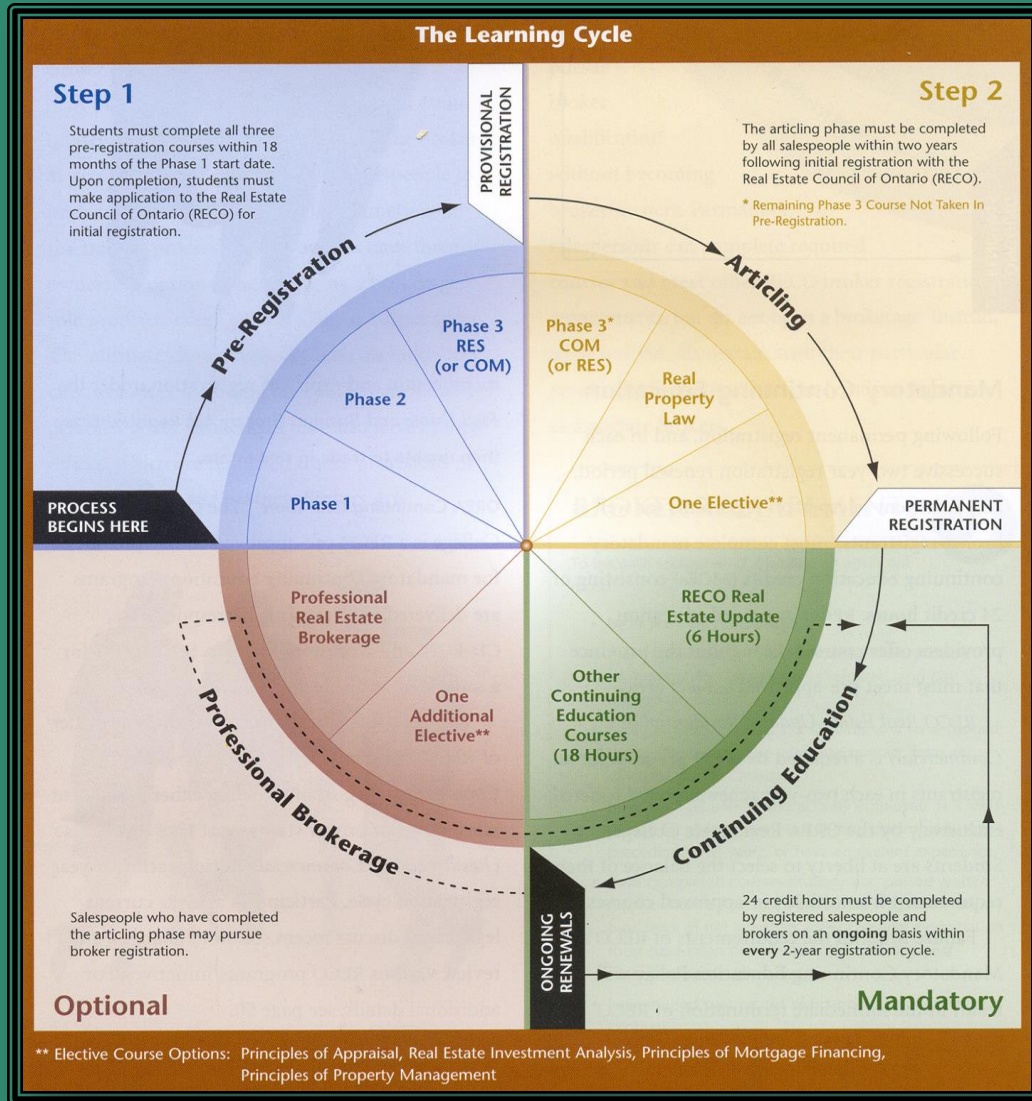 The Learning Cycle
Step 1
Students must complete all three
pre-registration courses within 18
months of the Phase 1 start date.
Upon completion, students must
make application to the Real Estate
Council of Ontario (RECO) for
initial registration.
PROVISIONAL
REGISTRATION
Step 2
The articling phase must be completed
by all salespeople within two years
following initial registration with the
Real Estate Council of Ontario (RECO).
* Remaining Phase 3 Course Not Taken In
Pre-Registration.
Pre-Registration
Articling
Phase 3
RES
(or COM)
Phase 2
Phase 1
Phase 3*
COM
(or RES)
Real
Property
Law
One Elective**
PROCESS
BEGINS HERE
PERMANENT
REGISTRATION
Professional
Real Estate
Brokerage
One
Additional
Elective**
RECO Real
Estate Update
(6 Hours)
Other
Continuing
Education
Courses
(18 Hours)
Professional Brokerage
Continuing Education
Salespeople who have completed
the articling phase may pursue
broker registration.
Optional
ONGOING
RENEWALS
24 credit hours must be completed
by registered salespeople and
brokers on an ongoing basis within
every 2-year registration cycle.
Mandatory
** Elective Course Options: Principles of Appraisal, Real Estate Investment Analysis, Principles of Mortgage Financing,
Principles of Property Management